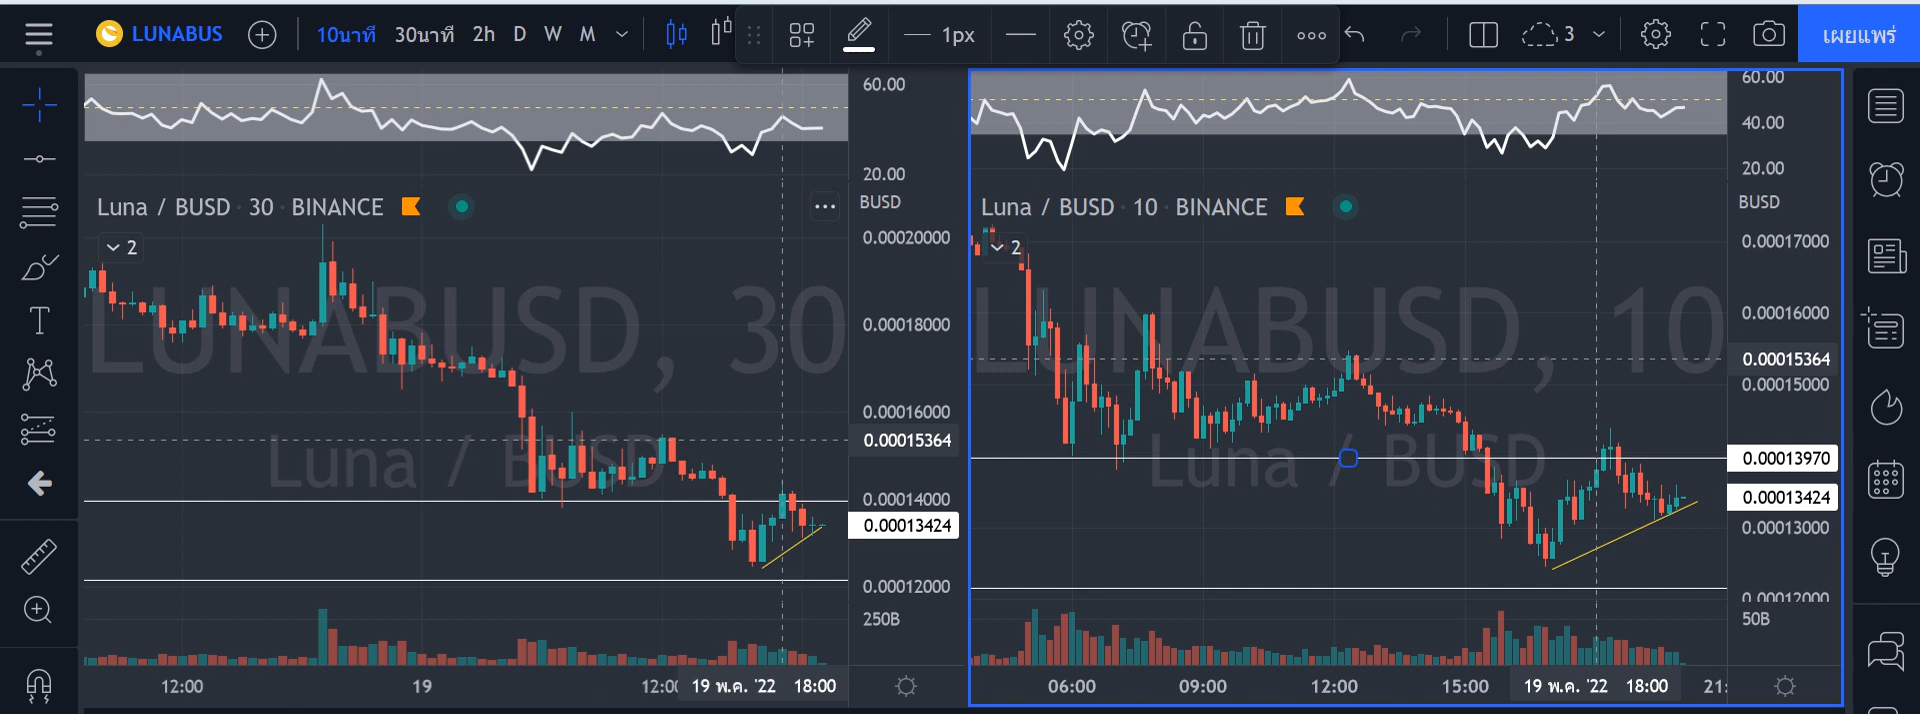 LUNABUS 10นาที 30นาที 2h D W M 1px 3 เผยแพร่
60.00
20.00
Luna / BUSD · 30 · BINANCE
BUSD
2
0.00020000
0.00018000
0.00016000
0.00015364
0.00014000
0.00013424
0.00012000
250B
LUNABUSD, 30
Luna / BUSD
12:00 19 12:00 19 พ.ค. '22 18:00
60.00
40.00
20.00
Luna / BUSD · 10 · BINANCE
BUSD
2
0.00017000
0.00016000
0.00015364
0.00015000
0.00013970
0.00013424
0.00013000
0.00012000
50B
LUNABUSD, 10
Luna / BUSD
06:00 09:00 12:00 15:00 19 พ.ค. '22 18:00 21: